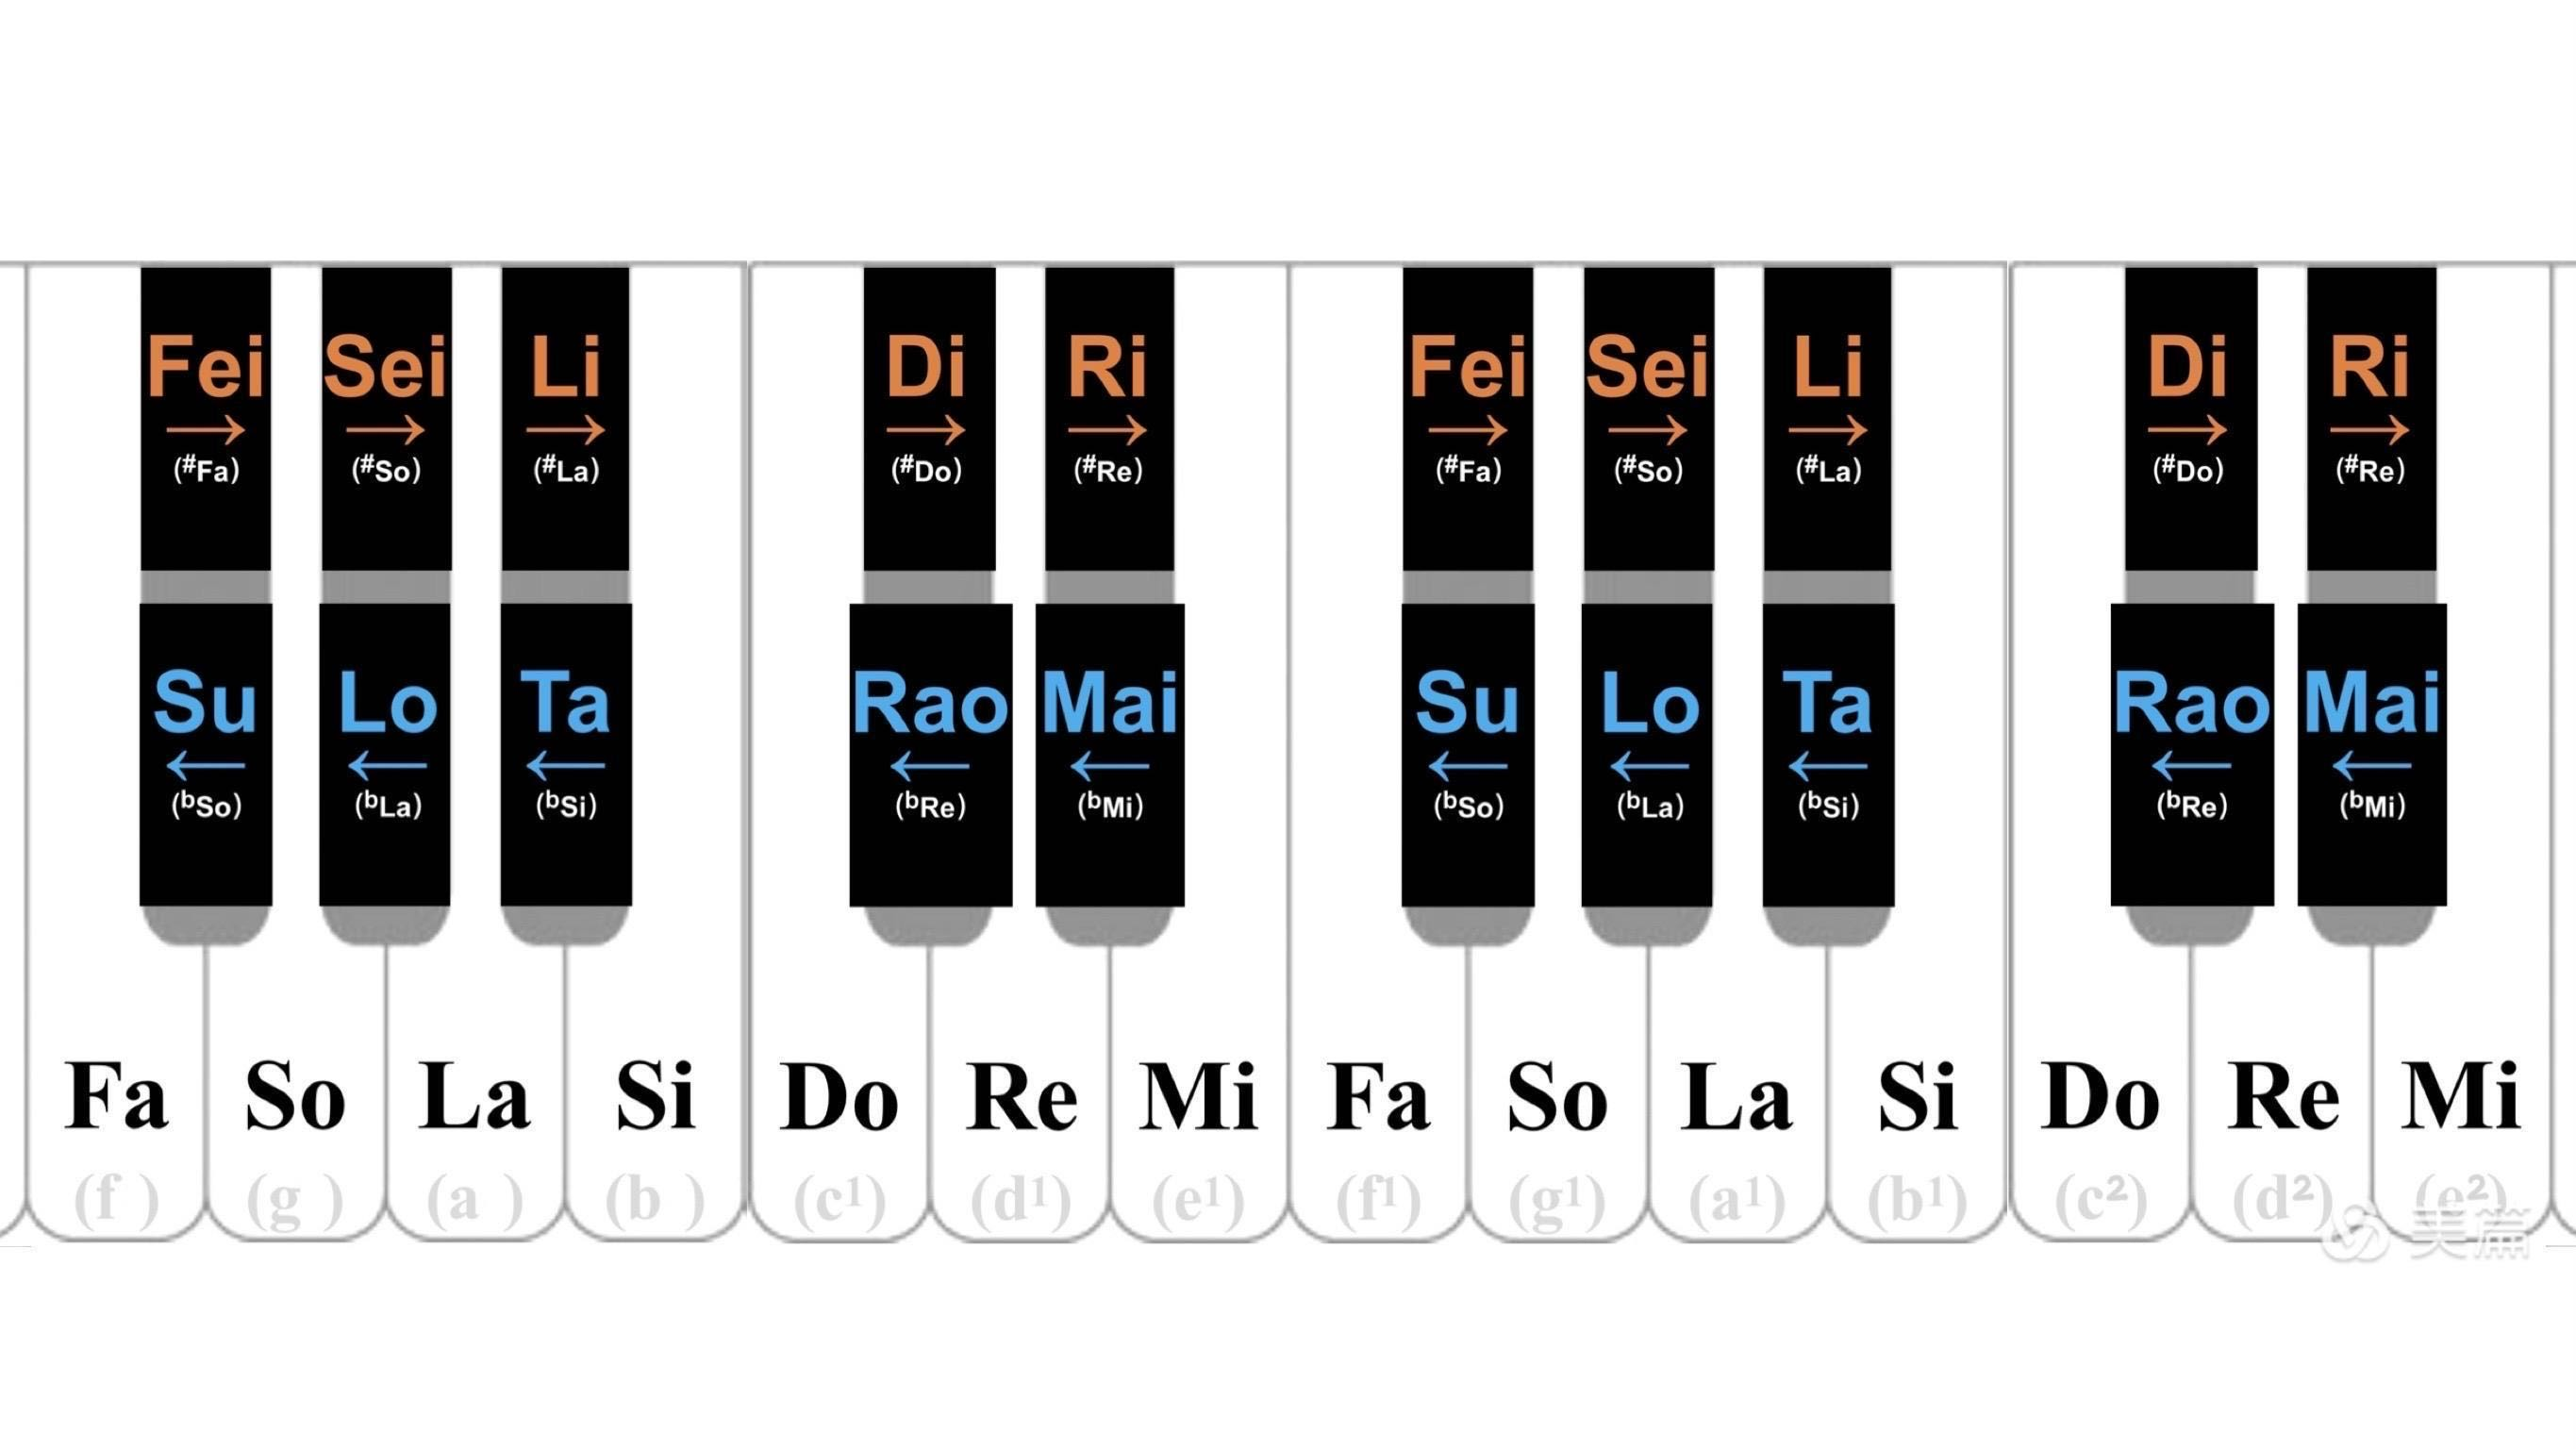 Fei Sei Li Di Ri Fei Sei Li Di Ri
→ → → → → → → → → →
(#Fa) (#So) (#La) (#Do) (#Re) (#Fa) (#So) (#La) (#Do) (#Re)
Su Lo Ta Rao Mai Su Lo Ta Rao Mai
← ← ← ← ← ← ← ← ← ←
(bSo) (bLa) (bSi) (bRe) (bMi) (bSo) (bLa) (bSi) (bRe) (bMi)
Fa So La Si Do Re Mi Fa So La Si Do Re Mi
(f ) (g ) (a ) (b ) (c¹) (d¹) (e¹) (f¹) (g¹) (a¹) (b¹) (c²) (d²) (e²)
美篇